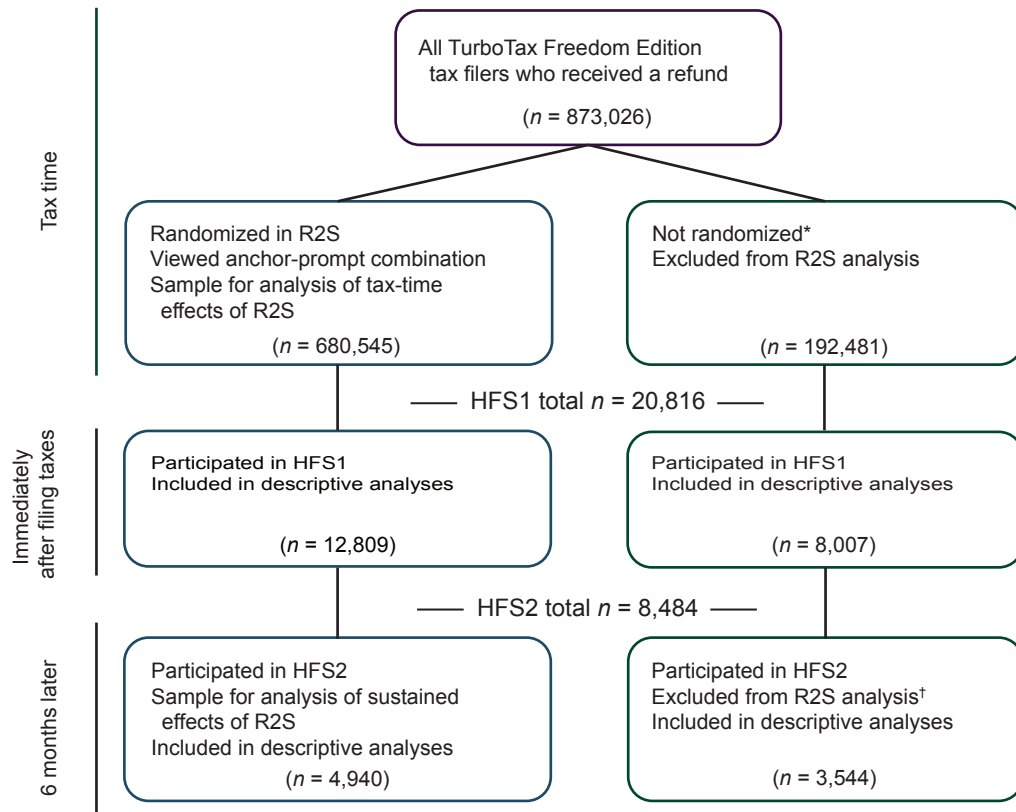 All TurboTax Freedom Edition
tax filers who received a refund
(n = 873,026)
Tax time
Randomized in R2S
Viewed anchor-prompt combination
Sample for analysis of tax-time
effects of R2S
(n = 680,545)
Not randomized*
Excluded from R2S analysis
(n = 192,481)
HFS1 total n = 20,816
Immediately
after filing taxes
Participated in HFS1
Included in descriptive analyses
(n = 12,809)
Participated in HFS1
Included in descriptive analyses
(n = 8,007)
HFS2 total n = 8,484
6 months later
Participated in HFS2
Sample for analysis of sustained
effects of R2S
Included in descriptive analyses
(n = 4,940)
Participated in HFS2
Excluded from R2S analysis†
Included in descriptive analyses
(n = 3,544)